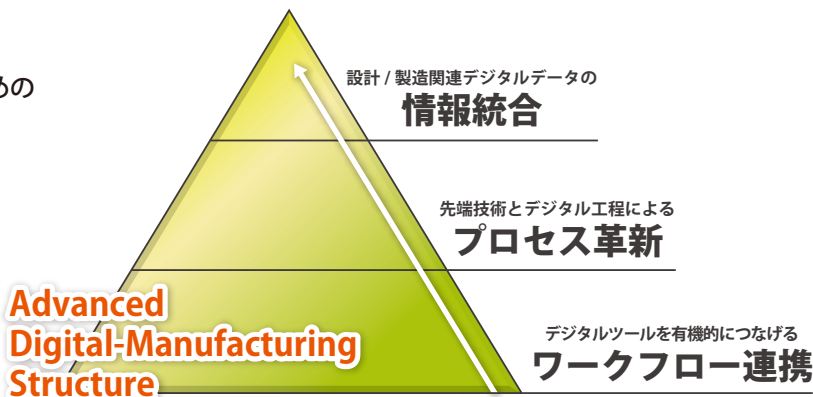 めの
設計 / 製造関連デジタルデータの
情報統合
先端技術とデジタル工程による
プロセス革新
デジタルツールを有機的につなげる
ワークフロー連携
Advanced
Digital-Manufacturing
Structure